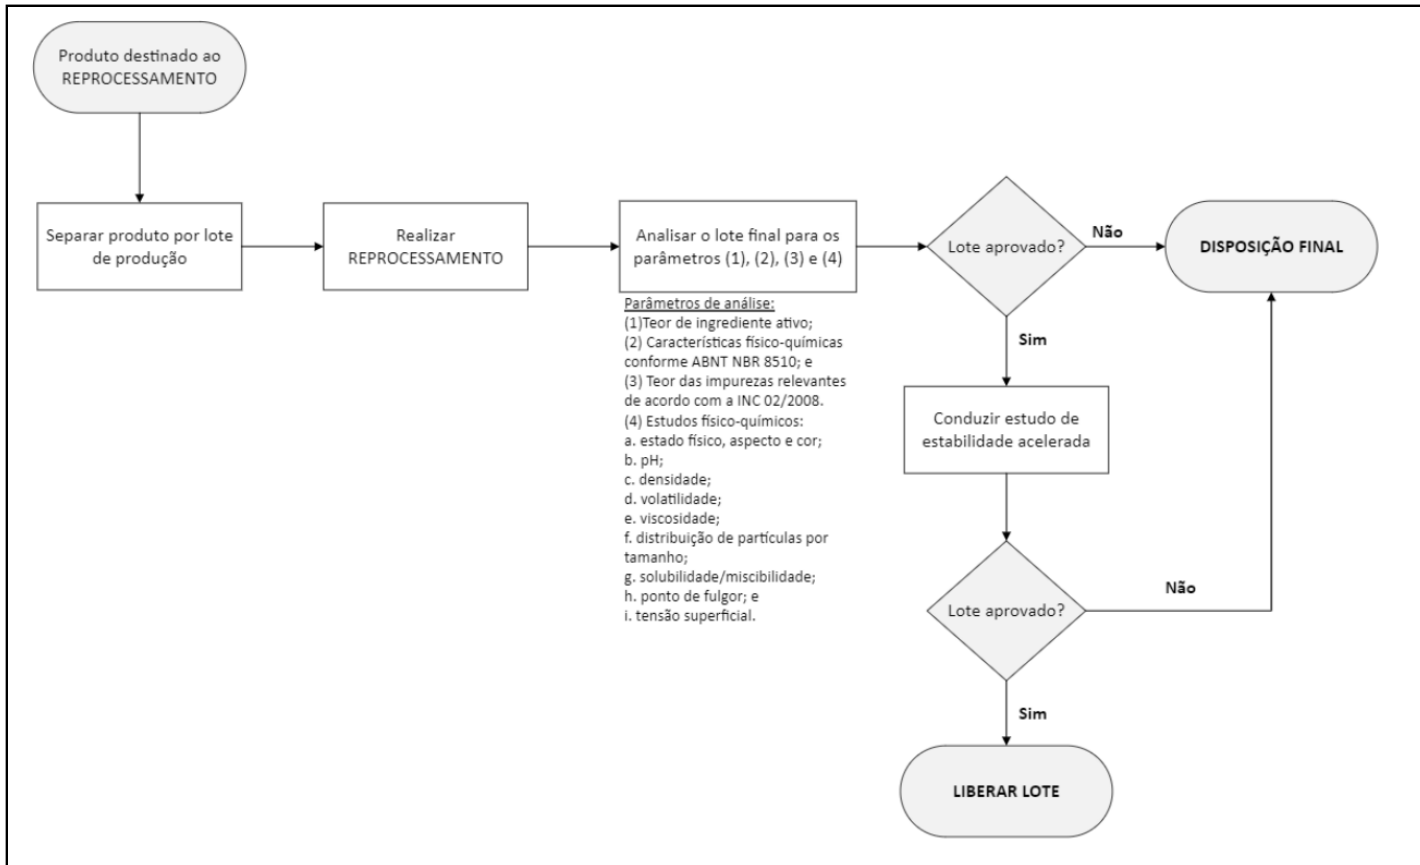 Produto destinado ao
REPROCESSAMENTO
Separar produto por lote
de produção
Realizar
REPROCESSAMENTO
Analisar o lote final para os
parâmetros (1), (2), (3) e (4)
Parâmetros de análise:
(1)Teor de ingrediente ativo;
(2) Características físico-químicas
conforme ABNT NBR 8510; e
(3) Teor das impurezas relevantes
de acordo com a INC 02/2008.
(4) Estudos físico-químicos:
a. estado físico, aspecto e cor;
b. pH;
c. densidade;
d. volatilidade;
e. viscosidade;
f. distribuição de partículas por
tamanho;
g. solubilidade/miscibilidade;
h. ponto de fulgor; e
i. tensão superficial.
Lote aprovado?
Não
DISPOSIÇÃO FINAL
Sim
Conduzir estudo de
estabilidade acelerada
Lote aprovado?
Não
Sim
LIBERAR LOTE